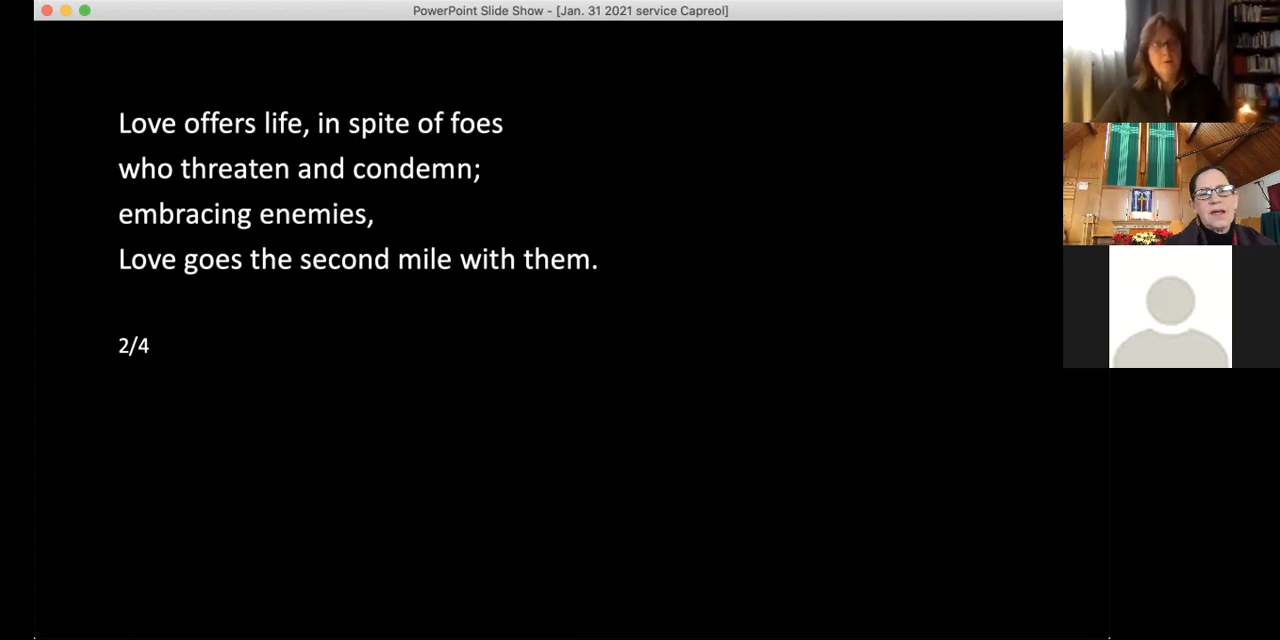 PowerPoint Slide Show - [Jan. 31 2021 service Capreol]
Love offers life, in spite of foes
who threaten and condemn;
embracing enemies,
Love goes the second mile with them.
2/4